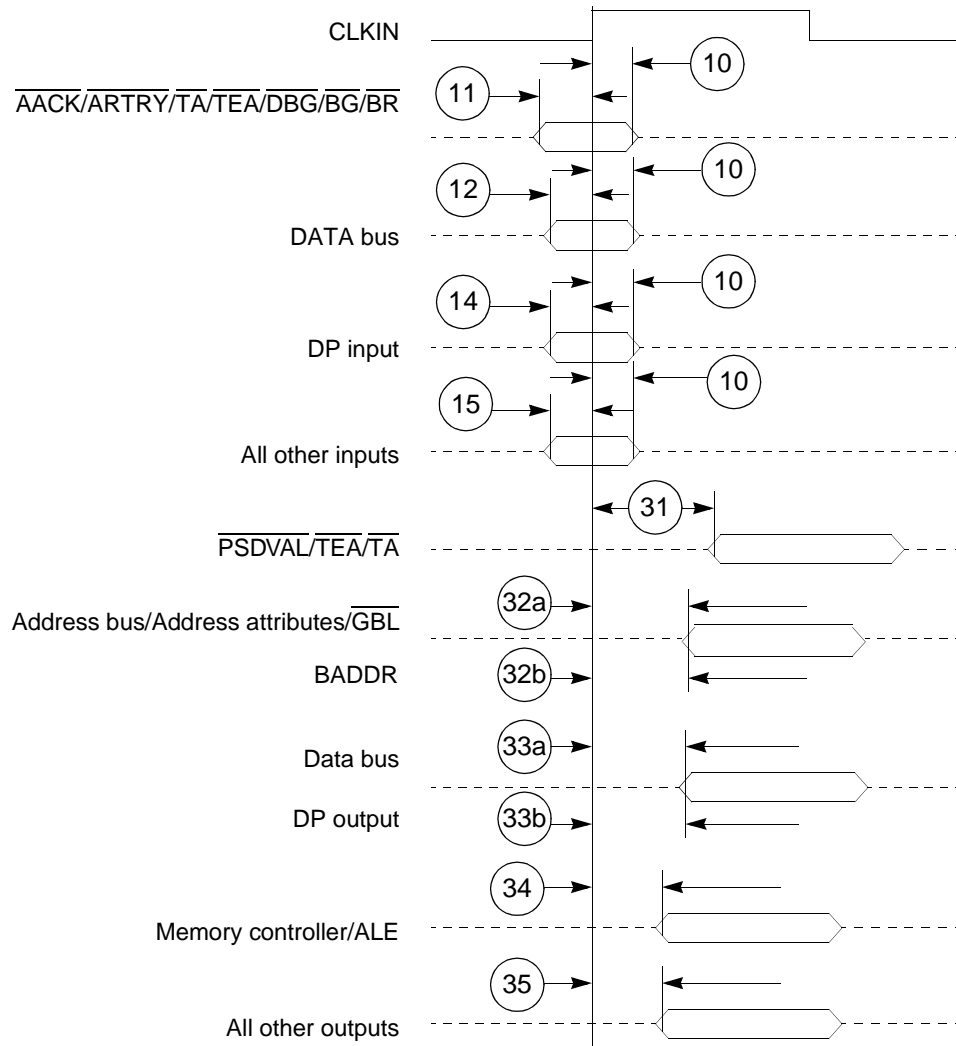 CLKIN
10
11
AACK/ARTRY/TA/TEA/DBG/BG/BR
10
12
DATA bus
10
14
DP input
10
15
All other inputs
31
PSDVAL/TEA/TA
32a
Address bus/Address attributes/GBL
BADDR
32b
33a
Data bus
DP output
33b
34
Memory controller/ALE
35
All other outputs